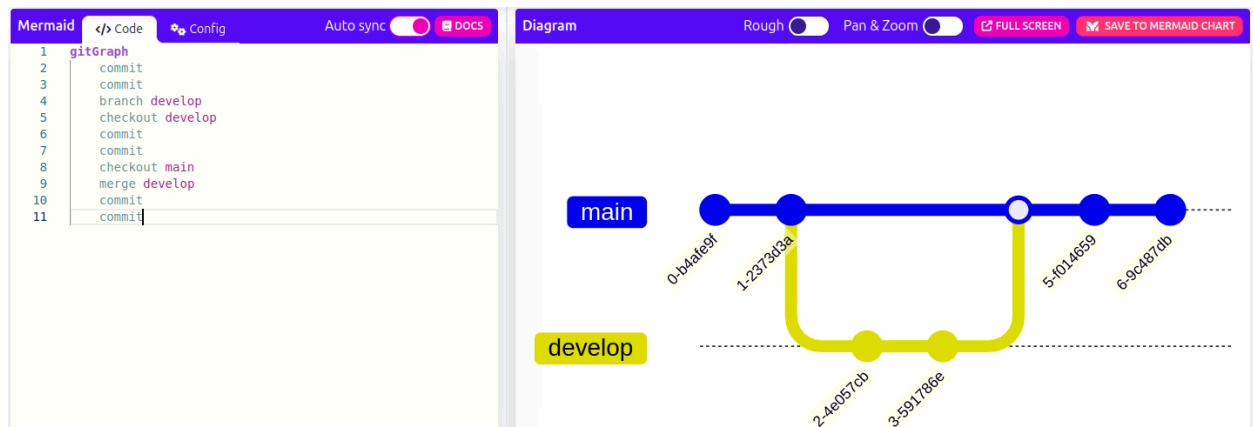 Mermaid </> Code Config Auto sync DOCS
1 gitGraph
2 commit
3 commit
4 branch develop
5 checkout develop
6 commit
7 commit
8 checkout main
9 merge develop
10 commit
11 commit
Diagram Rough Pan & Zoom FULL SCREEN SAVE TO MERMAID CHART
main
0-b4afe9f
1-2373d3a
5-f014659
6-9c487db
develop
2-4e057cb
3-591786e